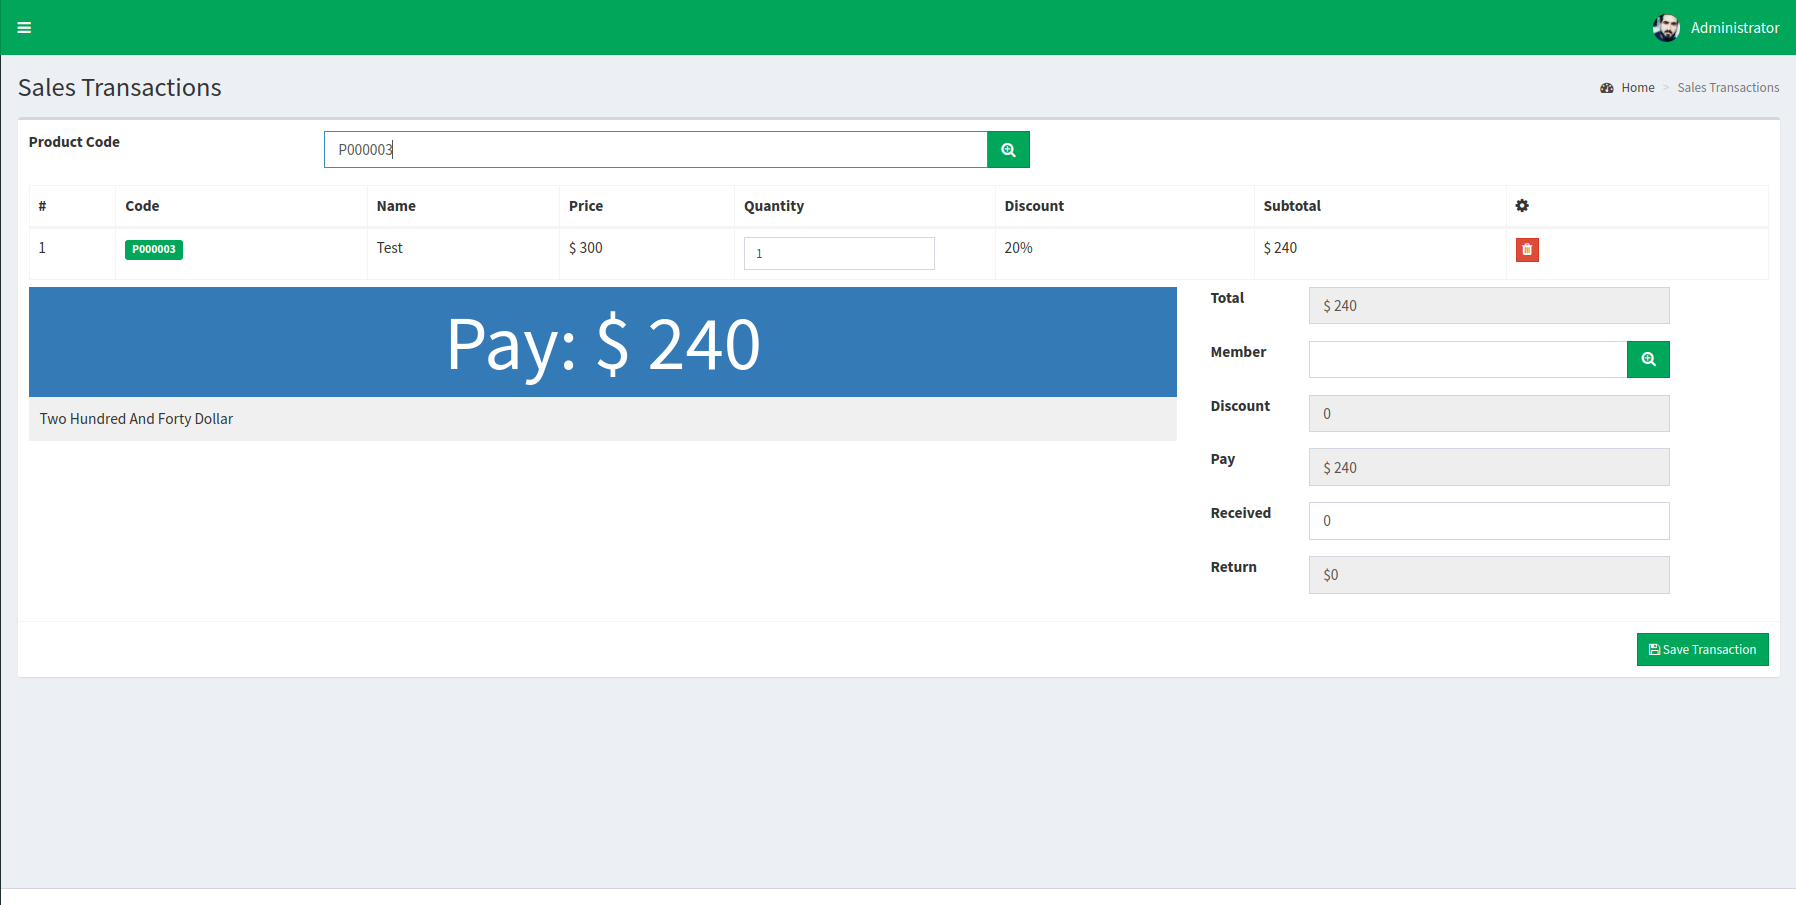 Administrator
Sales Transactions
Home > Sales Transactions
Product Code
P000003
# Code Name Price Quantity Discount Subtotal
1 P000003 Test $ 300 1 20% $ 240
Pay: $ 240
Two Hundred And Forty Dollar
Total $ 240
Member
Discount 0
Pay $ 240
Received 0
Return $0
Save Transaction